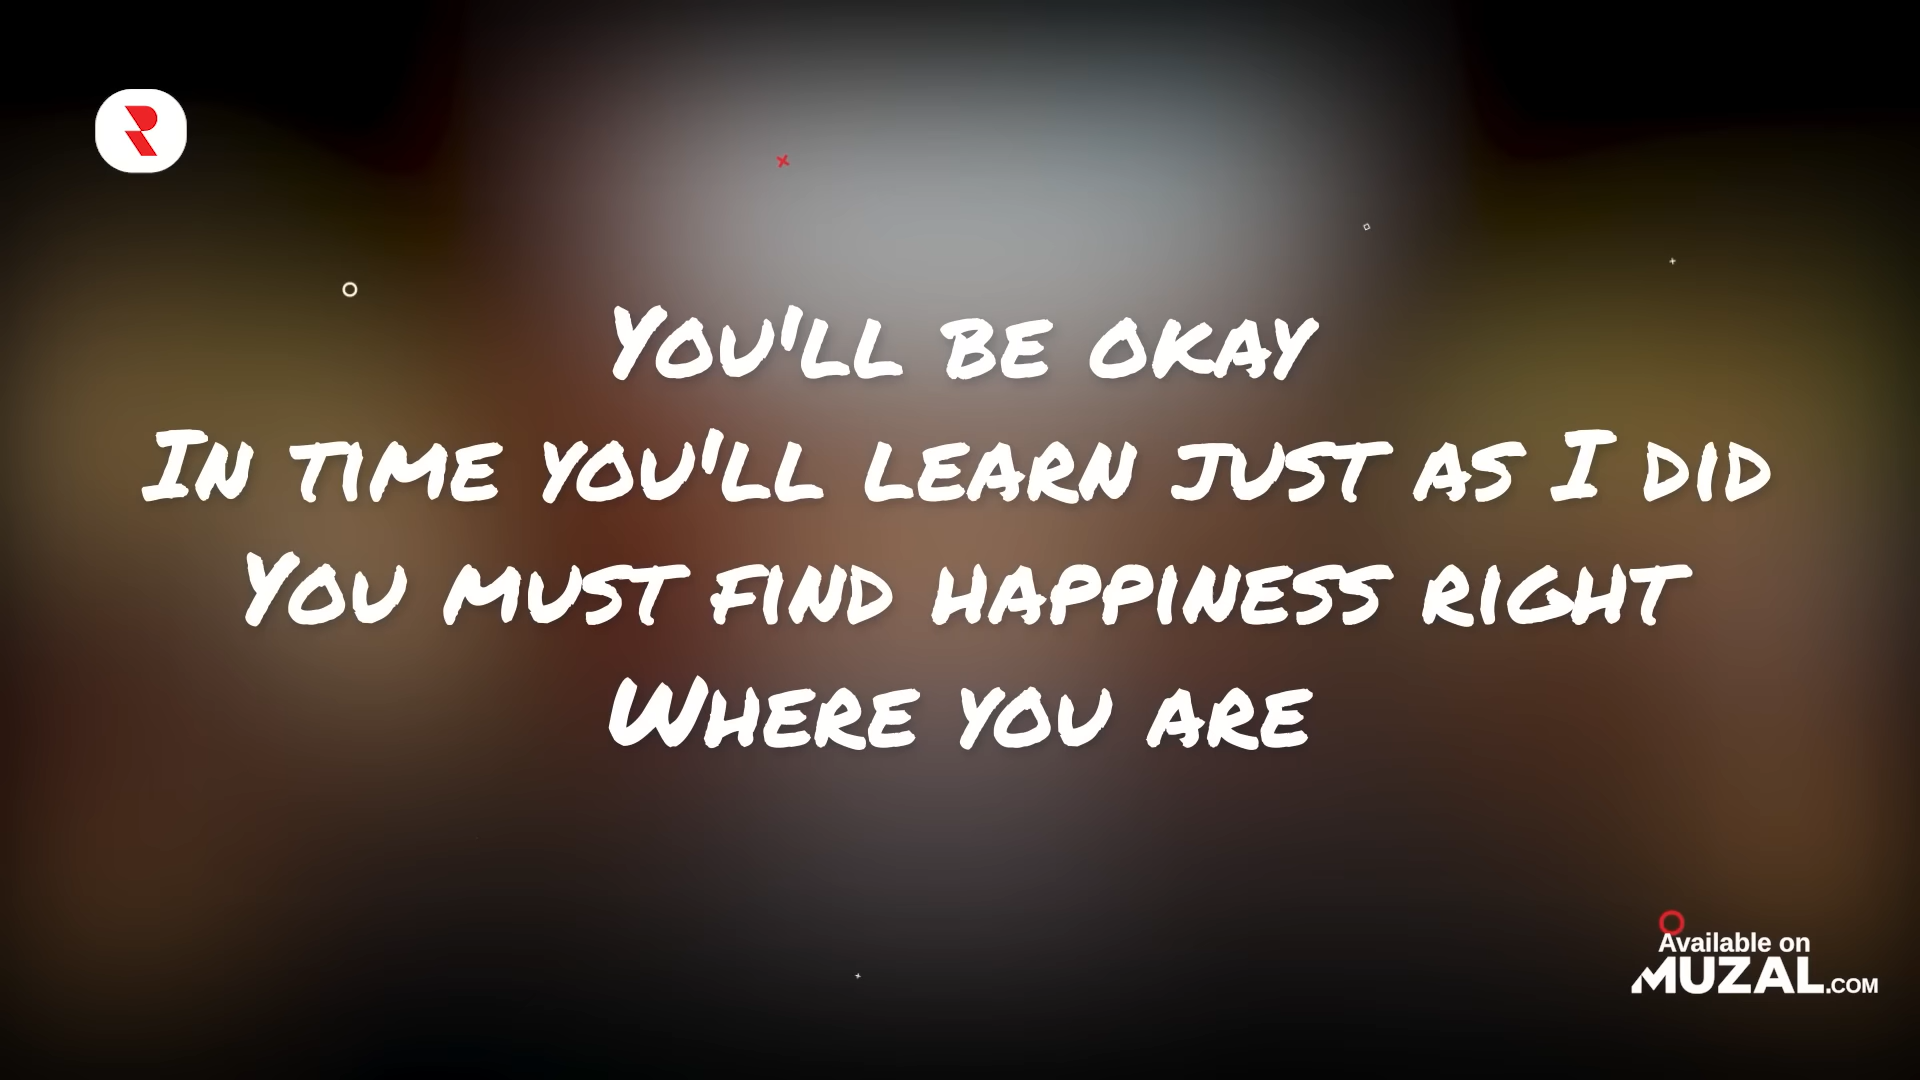 You'll be okay
In time you'll learn just as I did
You must find happiness right
Where you are
Available on
MUZAL.COM